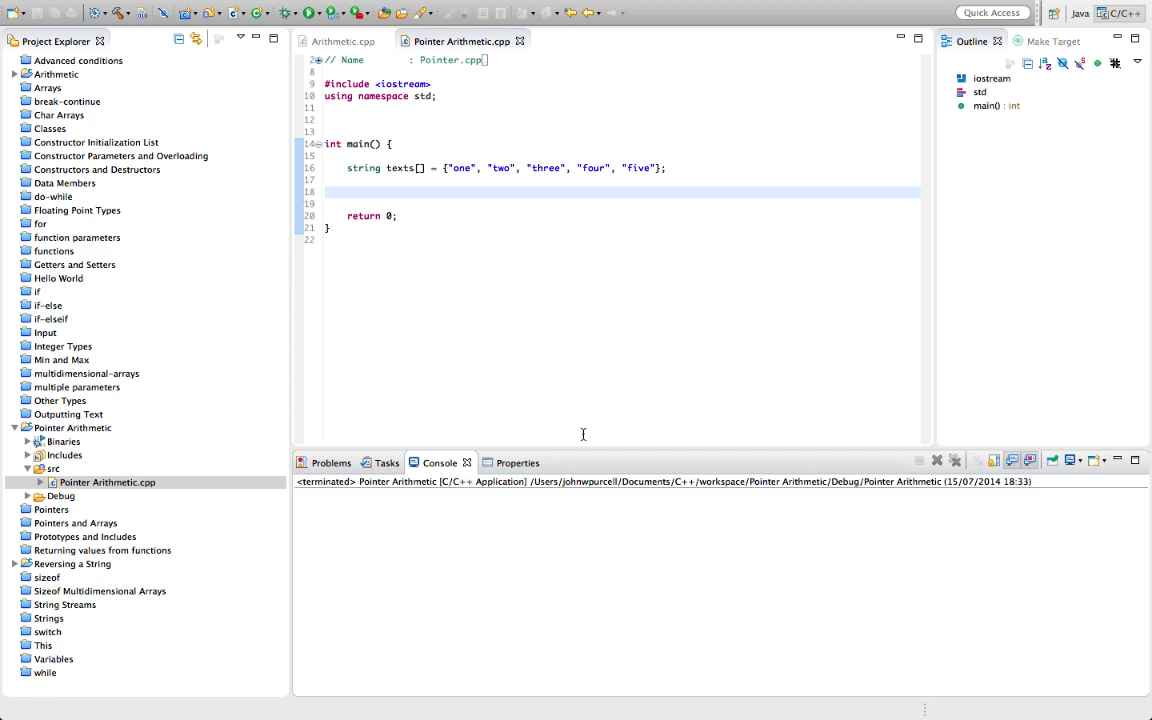 Quick Access
Java
C/C++
Project Explorer
Advanced conditions
Arithmetic
Arrays
break-continue
Char Arrays
Classes
Constructor Initialization List
Constructor Parameters and Overloading
Constructors and Destructors
Data Members
do-while
Floating Point Types
for
function parameters
functions
Getters and Setters
Hello World
if
if-else
if-elseif
Input
Integer Types
Min and Max
multidimensional-arrays
multiple parameters
Other Types
Outputting Text
Pointer Arithmetic
Binaries
Includes
src
Pointer Arithmetic.cpp
Debug
Pointers
Pointers and Arrays
Prototypes and Includes
Returning values from functions
Reversing a String
sizeof
Sizeof Multidimensional Arrays
String Streams
Strings
switch
This
Variables
while
Arithmetic.cpp
Pointer Arithmetic.cpp
2 // Name : Pointer.cpp
8
9 #include <iostream>
10 using namespace std;
11
12
13
14 int main() {
15
16 string texts[] = {"one", "two", "three", "four", "five"};
17
18
19
20 return 0;
21 }
22
Outline
Make Target
iostream
std
main() : int
Problems
Tasks
Console
Properties
<terminated> Pointer Arithmetic [C/C++ Application] /Users/johnwpurcell/Documents/C++/workspace/Pointer Arithmetic/Debug/Pointer Arithmetic (15/07/2014 18:33)